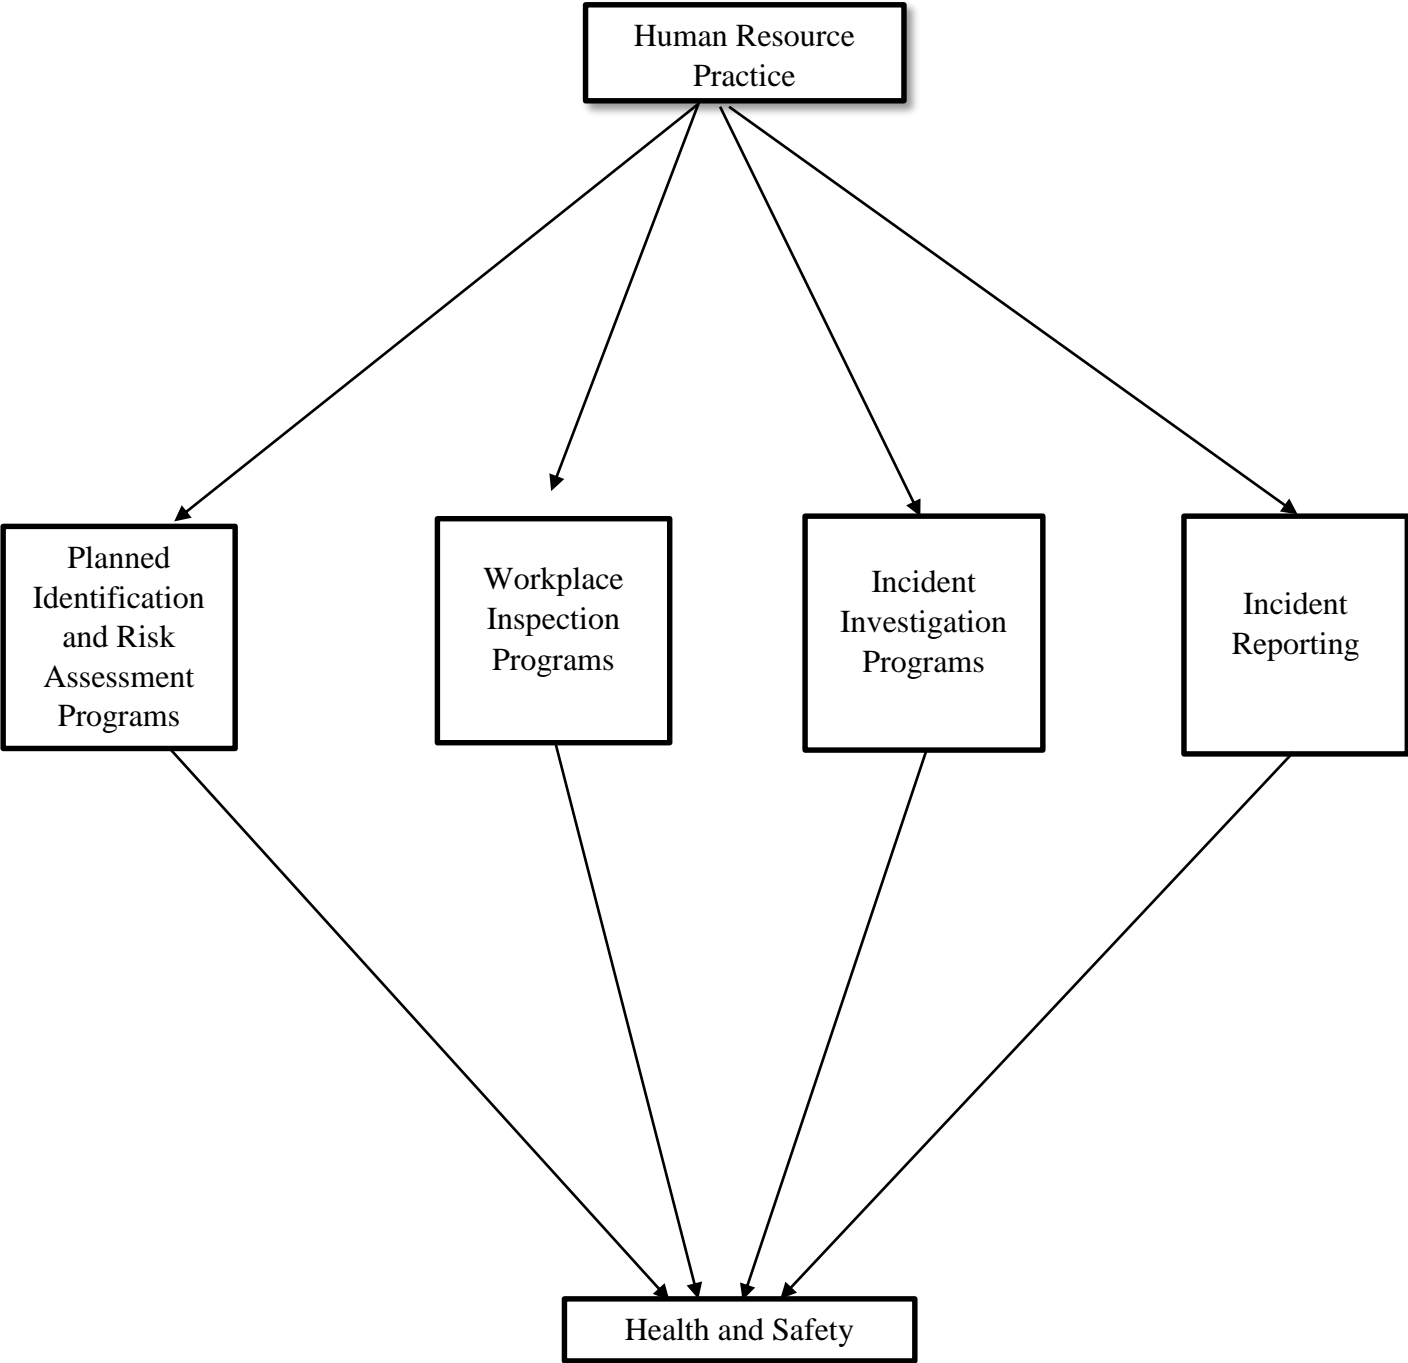 Human Resource
Practice
Planned
Identification
and Risk
Assessment
Programs
Workplace
Inspection
Programs
Incident
Investigation
Programs
Incident
Reporting
Health and Safety